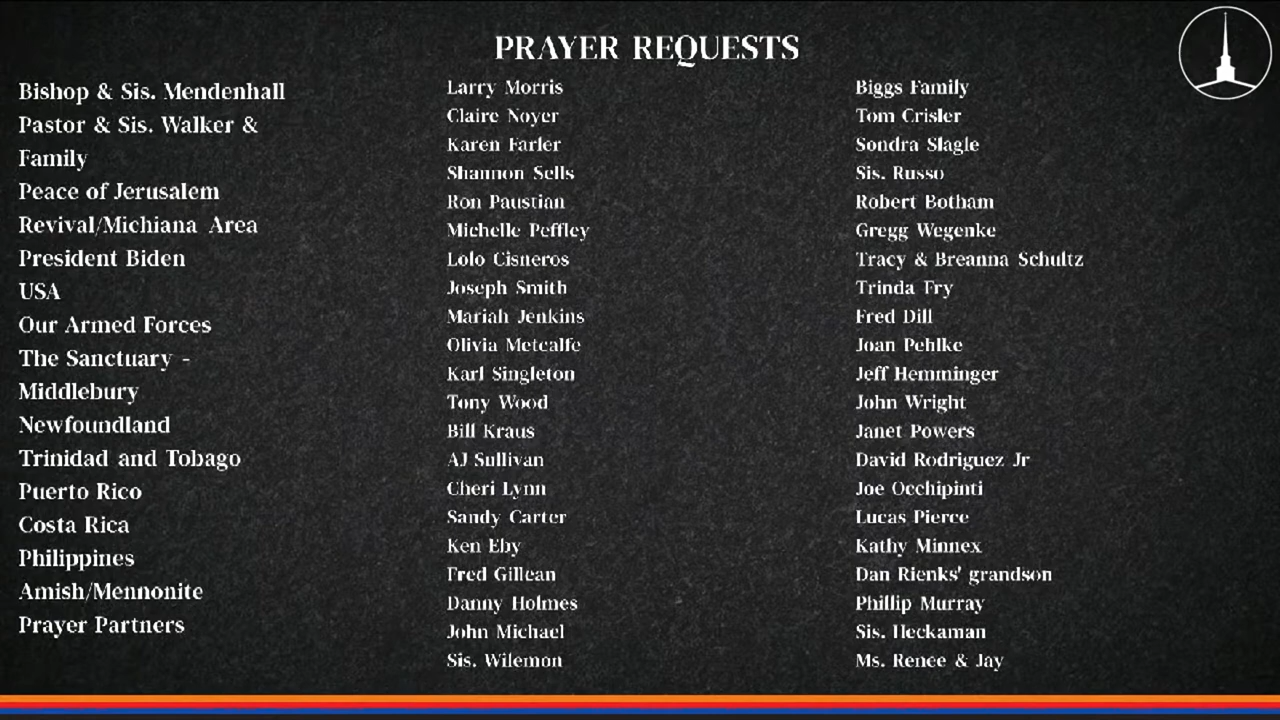 PRAYER REQUESTS
Bishop & Sis. Mendenhall
Pastor & Sis. Walker &
Family
Peace of Jerusalem
Revival/Michiana Area
President Biden
USA
Our Armed Forces
The Sanctuary -
Middlebury
Newfoundland
Trinidad and Tobago
Puerto Rico
Costa Rica
Philippines
Amish/Mennonite
Prayer Partners
Larry Morris
Claire Noyer
Karen Farler
Shannon Sells
Ron Paustian
Michelle Peffley
Lolo Cisneros
Joseph Smith
Mariah Jenkins
Olivia Metcalfe
Karl Singleton
Tony Wood
Bill Kraus
AJ Sullivan
Cheri Lynn
Sandy Carter
Ken Eby
Fred Gillean
Danny Holmes
John Michael
Sis. Wilemon
Biggs Family
Tom Crisler
Sondra Slagle
Sis. Russo
Robert Botham
Gregg Wegenke
Tracy & Breanna Schultz
Trinda Fry
Fred Dill
Joan Pehlke
Jeff Hemminger
John Wright
Janet Powers
David Rodriguez Jr
Joe Occhipinti
Lucas Pierce
Kathy Minnex
Dan Rienks' grandson
Phillip Murray
Sis. Heckaman
Ms. Renee & Jay